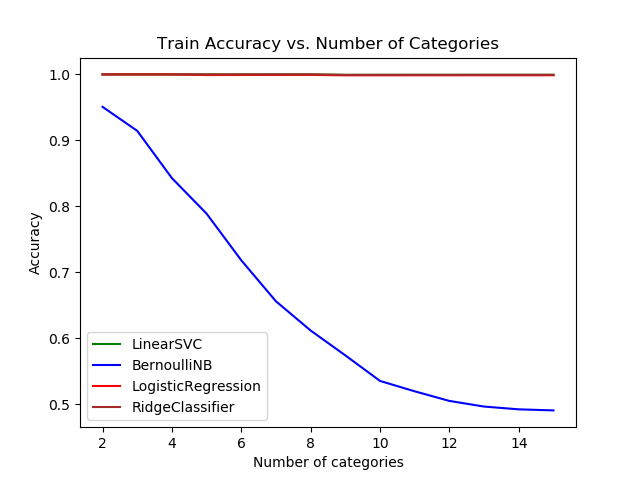 Train Accuracy vs. Number of Categories
1.0
0.9
0.8
0.7
0.6
0.5
Accuracy
LinearSVC
BernoulliNB
LogisticRegression
RidgeClassifier
2 4 6 8 10 12 14
Number of categories